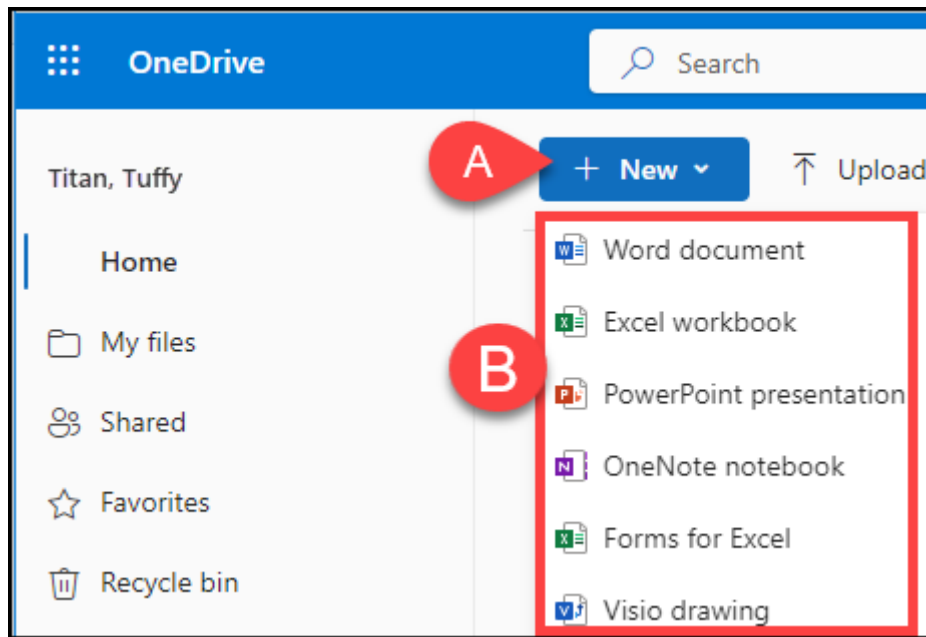 OneDrive
Search
Titan, Tuffy
A
+ New
Upload
Home
My files
Shared
Favorites
Recycle bin
B
Word document
Excel workbook
PowerPoint presentation
OneNote notebook
Forms for Excel
Visio drawing